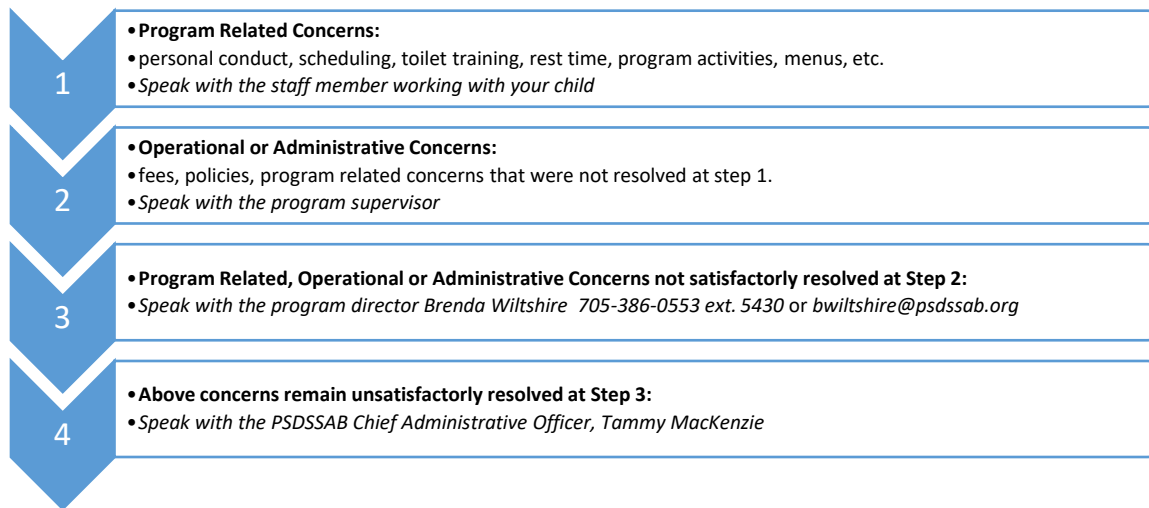 1
•Program Related Concerns:
•personal conduct, scheduling, toilet training, rest time, program activities, menus, etc.
•Speak with the staff member working with your child
2
•Operational or Administrative Concerns:
•fees, policies, program related concerns that were not resolved at step 1.
•Speak with the program supervisor
3
•Program Related, Operational or Administrative Concerns not satisfactorily resolved at Step 2:
•Speak with the program director Brenda Wiltshire 705-386-0553 ext. 5430 or bwiltshire@psdssab.org
4
•Above concerns remain unsatisfactorily resolved at Step 3:
•Speak with the PSDSSAB Chief Administrative Officer, Tammy MacKenzie